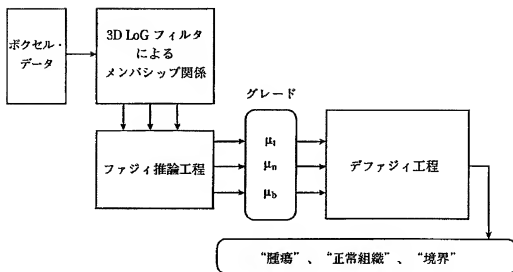 ボクセル・
データ
3D LoG フィルタ
による
メンバシップ関係
グレード
ファジィ推論工程
μt
μn
μb
デファジィ工程
“腫瘍”、“正常組織”、“境界”